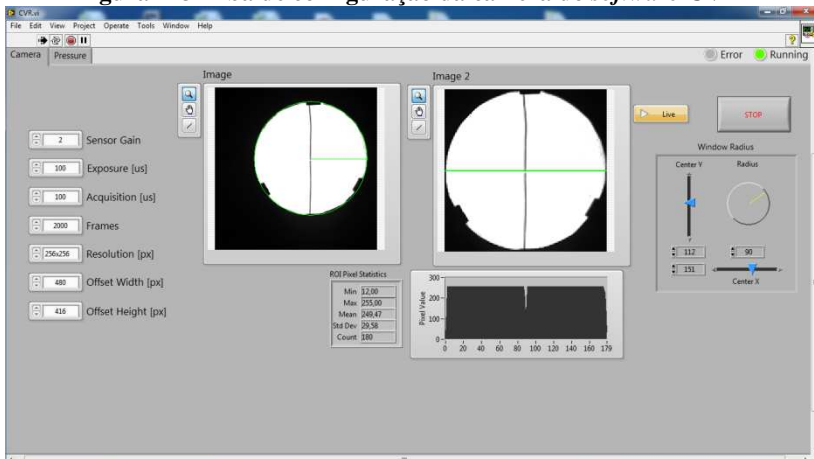 CVR.vi
File Edit View Project Operate Tools Window Help
Camera Pressure
Error Running
Image
Image 2
Live
STOP
2 Sensor Gain
100 Exposure [us]
100 Acquisition [us]
2000 Frames
256x256 Resolution [px]
480 Offset Width [px]
416 Offset Height [px]
Window Radius
Center Y Radius
112 90
151
Center X
ROI Pixel Statistics
Min 12,00
Max 255,00
Mean 249,47
Std Dev 29,58
Count 180
Pixel Value
300
200
100
0
0 20 40 60 80 100 120 140 160 179